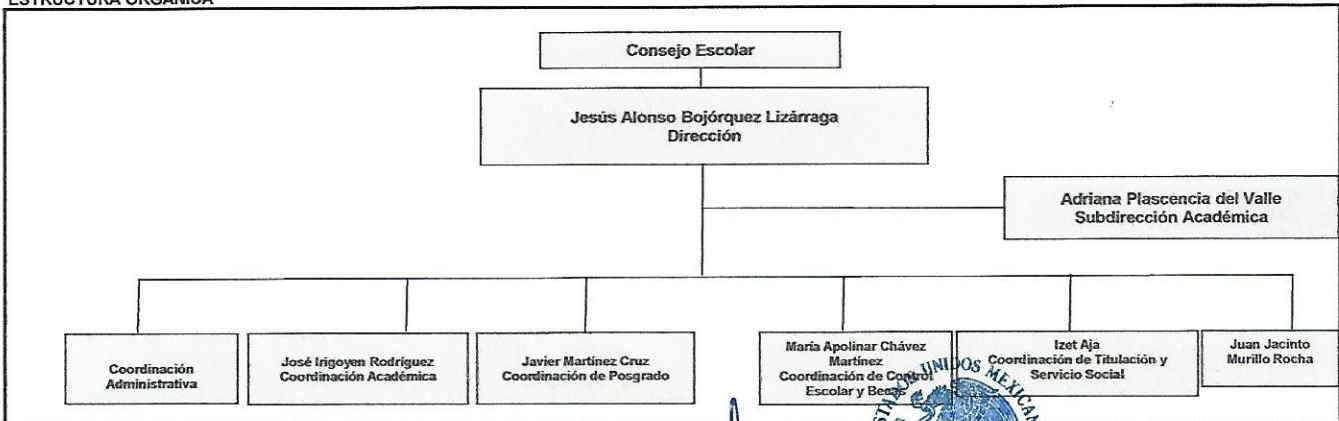 ESTRUCTURA ORGÁNICA
Consejo Escolar
Jesús Alonso Bojórquez Lizárraga
Dirección
Adriana Plascencia del Valle
Subdirección Académica
Coordinación
Administrativa
José Irigoyen Rodríguez
Coordinación Académica
Javier Martínez Cruz
Coordinación de Posgrado
María Apolinar Chávez
Martínez
Coordinación de Control
Escolar y Becas
Izet Aja
Coordinación de Titulación y
Servicio Social
Juan Jacinto
Murillo Rocha
UNIDOS